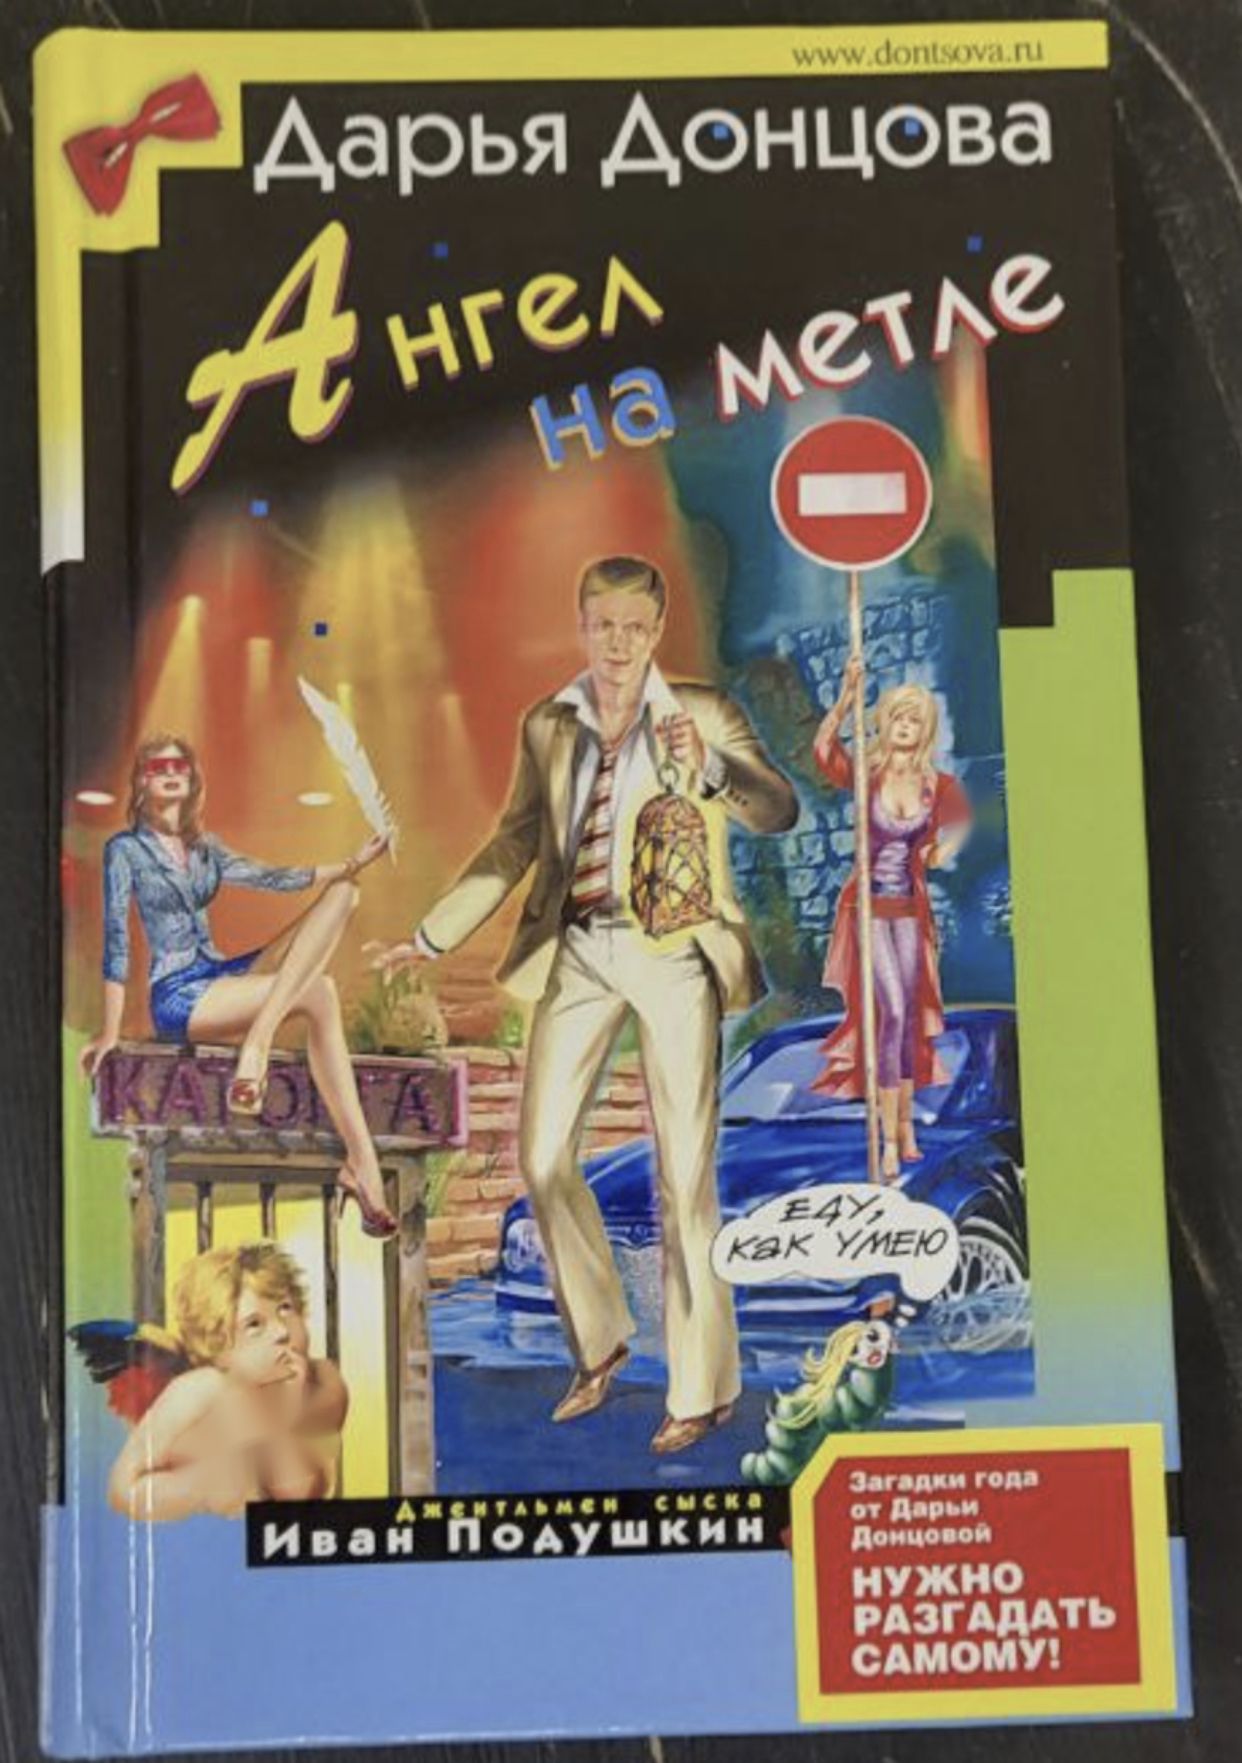 www.dontsova.ru
Дарья Донцова
Ангел
на метле
КАТОРГА
ЕДУ,
КАК УМЕЮ
Джентльмен сыска
Иван Подушкин
Загадки года
от Дарьи
Донцовой
НУЖНО
РАЗГАДАТЬ
САМОМУ!